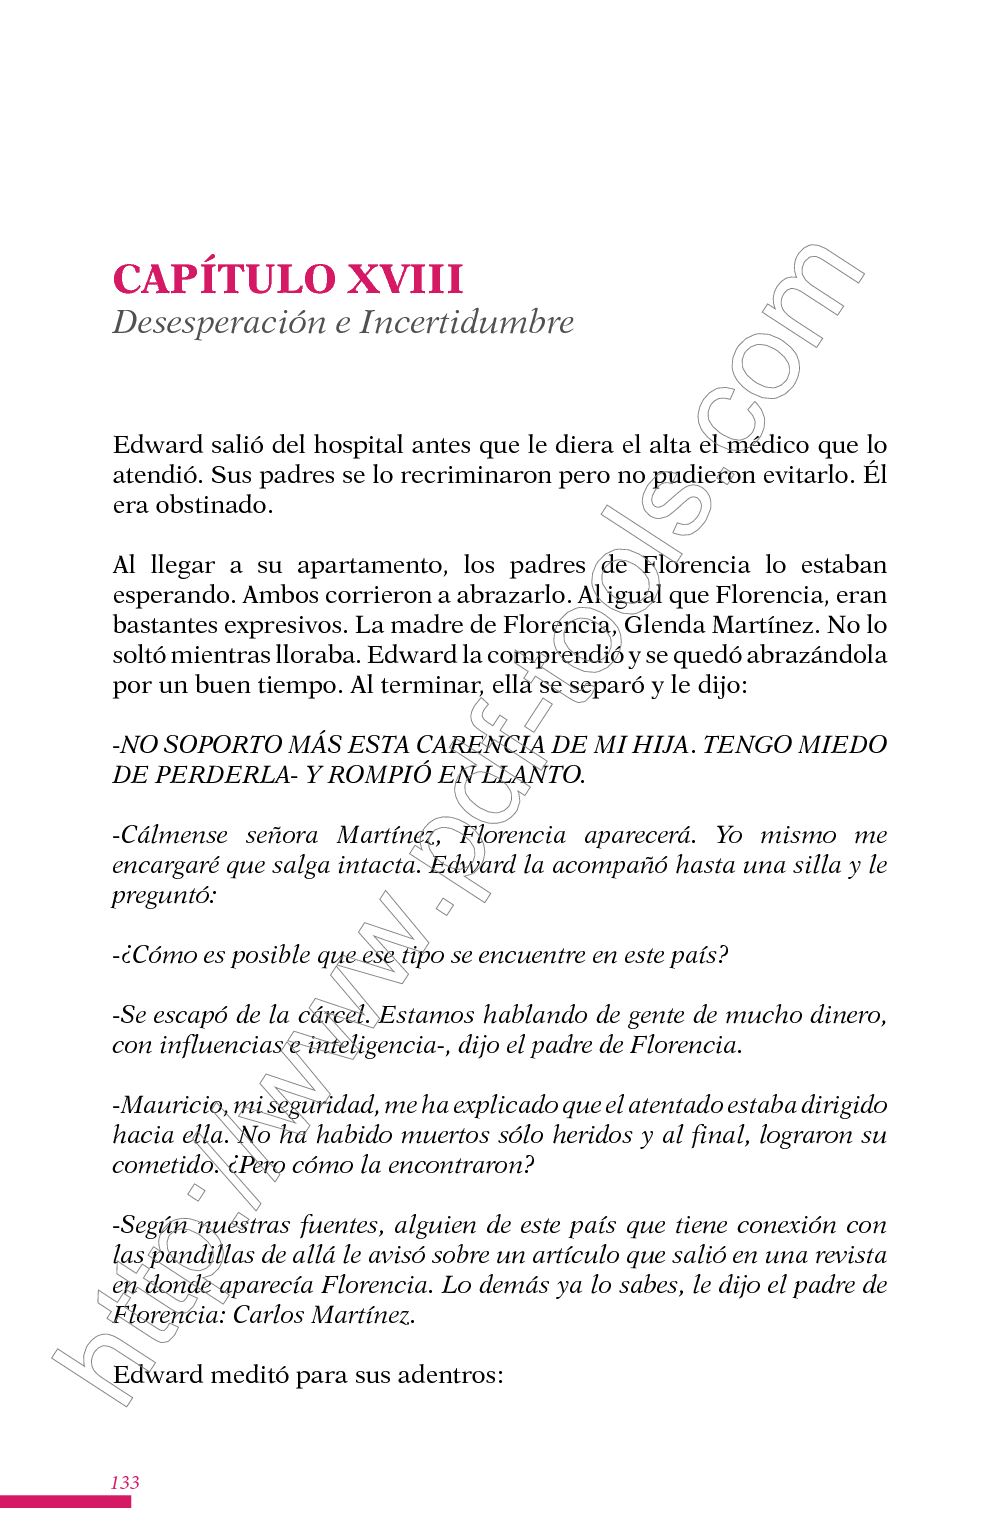 CAPÍTULO XVIII
Desesperación e Incertidumbre
Edward salió del hospital antes que le diera el alta el médico que lo
atendió. Sus padres se lo recriminaron pero no pudieron evitarlo. Él
era obstinado.
Al llegar a su apartamento, los padres de Florencia lo estaban
esperando. Ambos corrieron a abrazarlo. Al igual que Florencia, eran
bastantes expresivos. La madre de Florencia, Glenda Martínez. No lo
soltó mientras lloraba. Edward la comprendió y se quedó abrazándola
por un buen tiempo. Al terminar, ella se separó y le dijo:
-NO SOPORTO MÁS ESTA CARENCIA DE MI HIJA. TENGO MIEDO
DE PERDERLA- Y ROMPIÓ EN LLANTO.
-Cálmense señora Martínez, Florencia aparecerá. Yo mismo me
encargaré que salga intacta. Edward la acompañó hasta una silla y le
preguntó:
-¿Cómo es posible que ese tipo se encuentre en este país?
-Se escapó de la cárcel. Estamos hablando de gente de mucho dinero,
con influencias e inteligencia-, dijo el padre de Florencia.
-Mauricio, mi seguridad, me ha explicado que el atentado estaba dirigido
hacia ella. No ha habido muertos sólo heridos y al final, lograron su
cometido. ¿Pero cómo la encontraron?
-Según nuestras fuentes, alguien de este país que tiene conexión con
las pandillas de allá le avisó sobre un artículo que salió en una revista
en donde aparecía Florencia. Lo demás ya lo sabes, le dijo el padre de
Florencia: Carlos Martínez.
Edward meditó para sus adentros:
133
http://www.pdf-tools.com